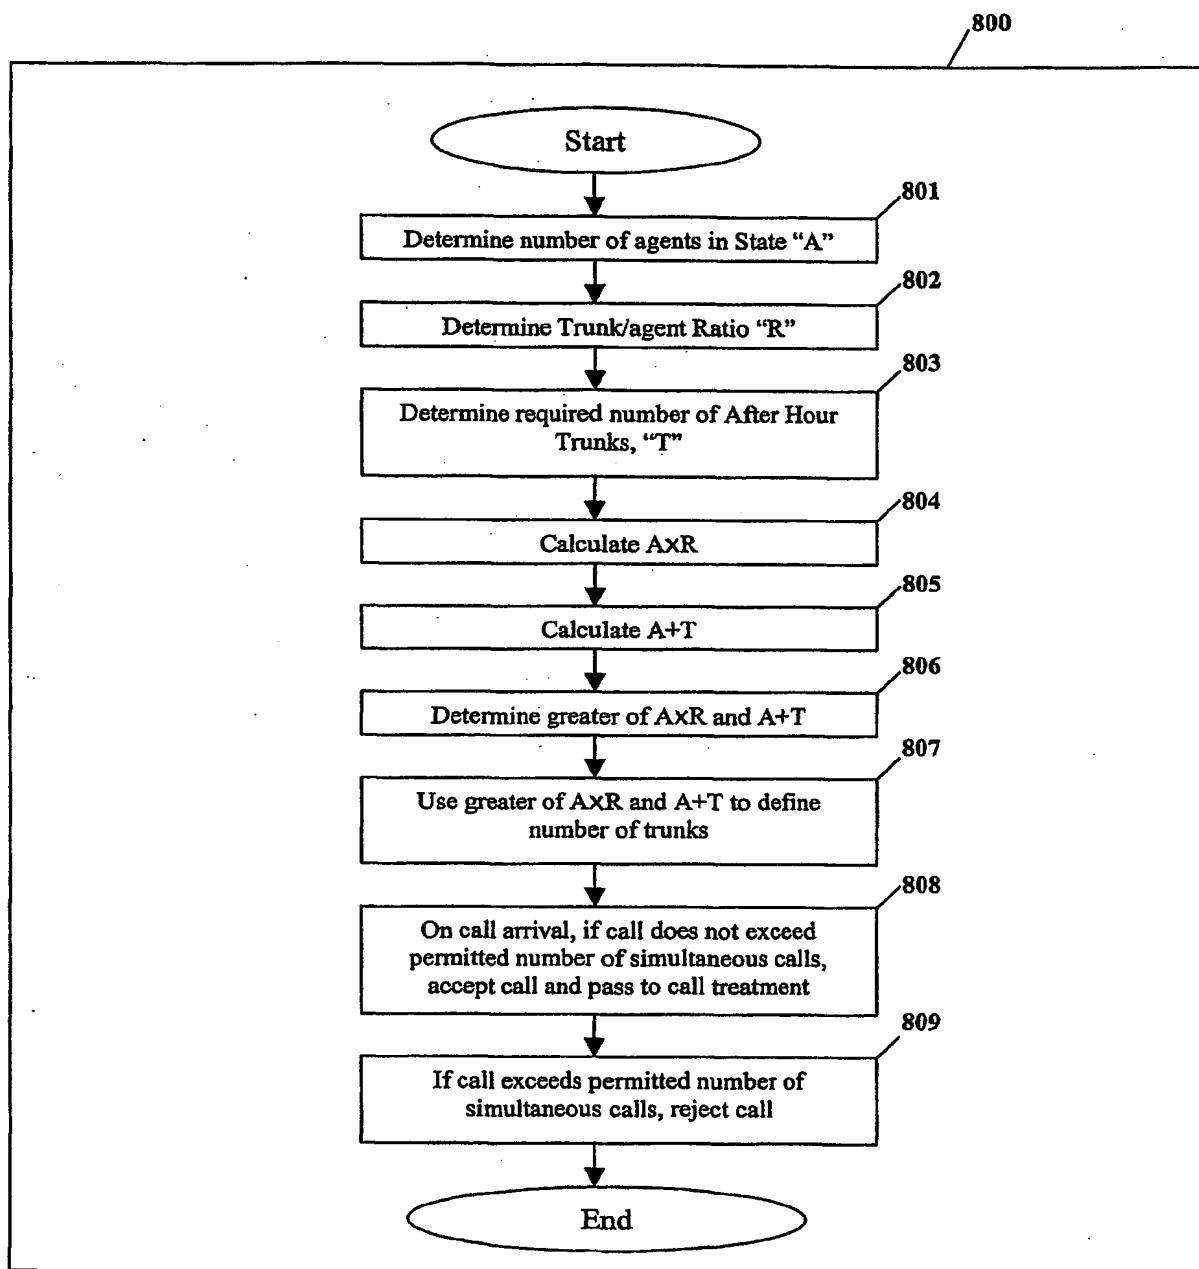 800
Start
801
Determine number of agents in State “A”
802
Determine Trunk/agent Ratio “R”
803
Determine required number of After Hour
Trunks, “T”
804
Calculate AxR
805
Calculate A+T
806
Determine greater of AxR and A+T
807
Use greater of AxR and A+T to define
number of trunks
808
On call arrival, if call does not exceed
permitted number of simultaneous calls,
accept call and pass to call treatment
809
If call exceeds permitted number of
simultaneous calls, reject call
End